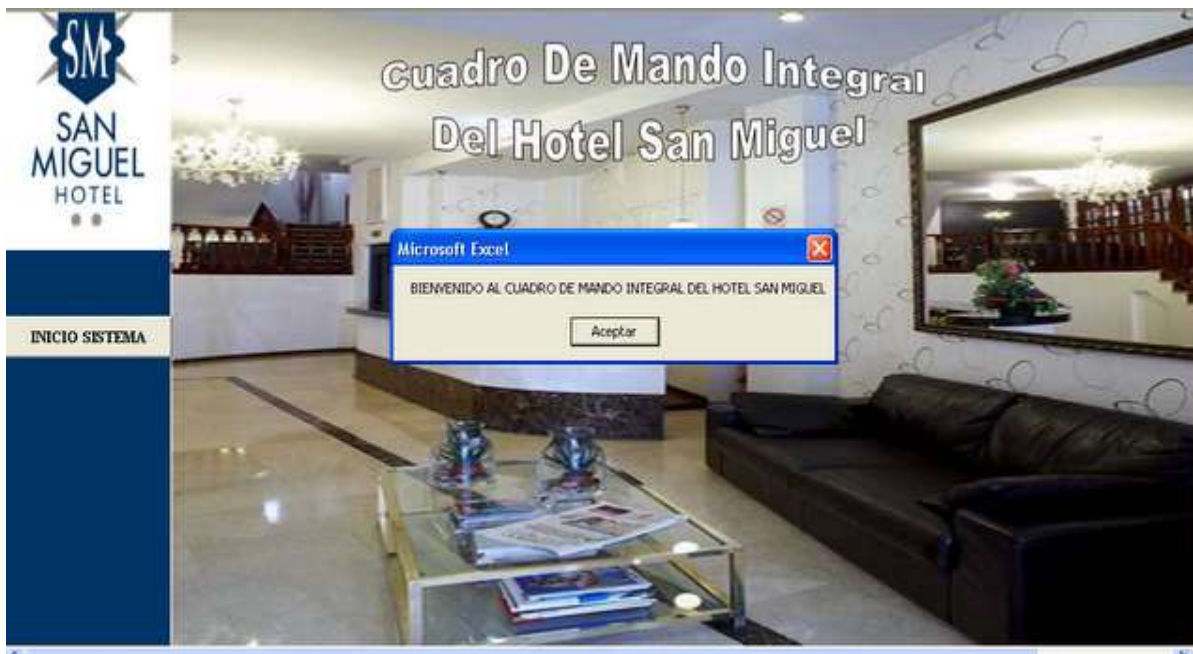 SM
SAN
MIGUEL
HOTEL
INICIO SISTEMA
Cuadro De Mando Integral
Del Hotel San Miguel
Microsoft Excel
BIENVENIDO AL CUADRO DE MANDO INTEGRAL DEL HOTEL SAN MIGUEL
Aceptar